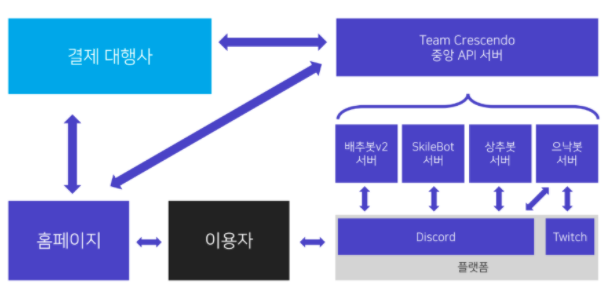 결제 대행사
Team Crescendo
중앙 API 서버
배추봇v2
서버
SkileBot
서버
상추봇
서버
으낙봇
서버
홈페이지
이용자
Discord
Twitch
플랫폼